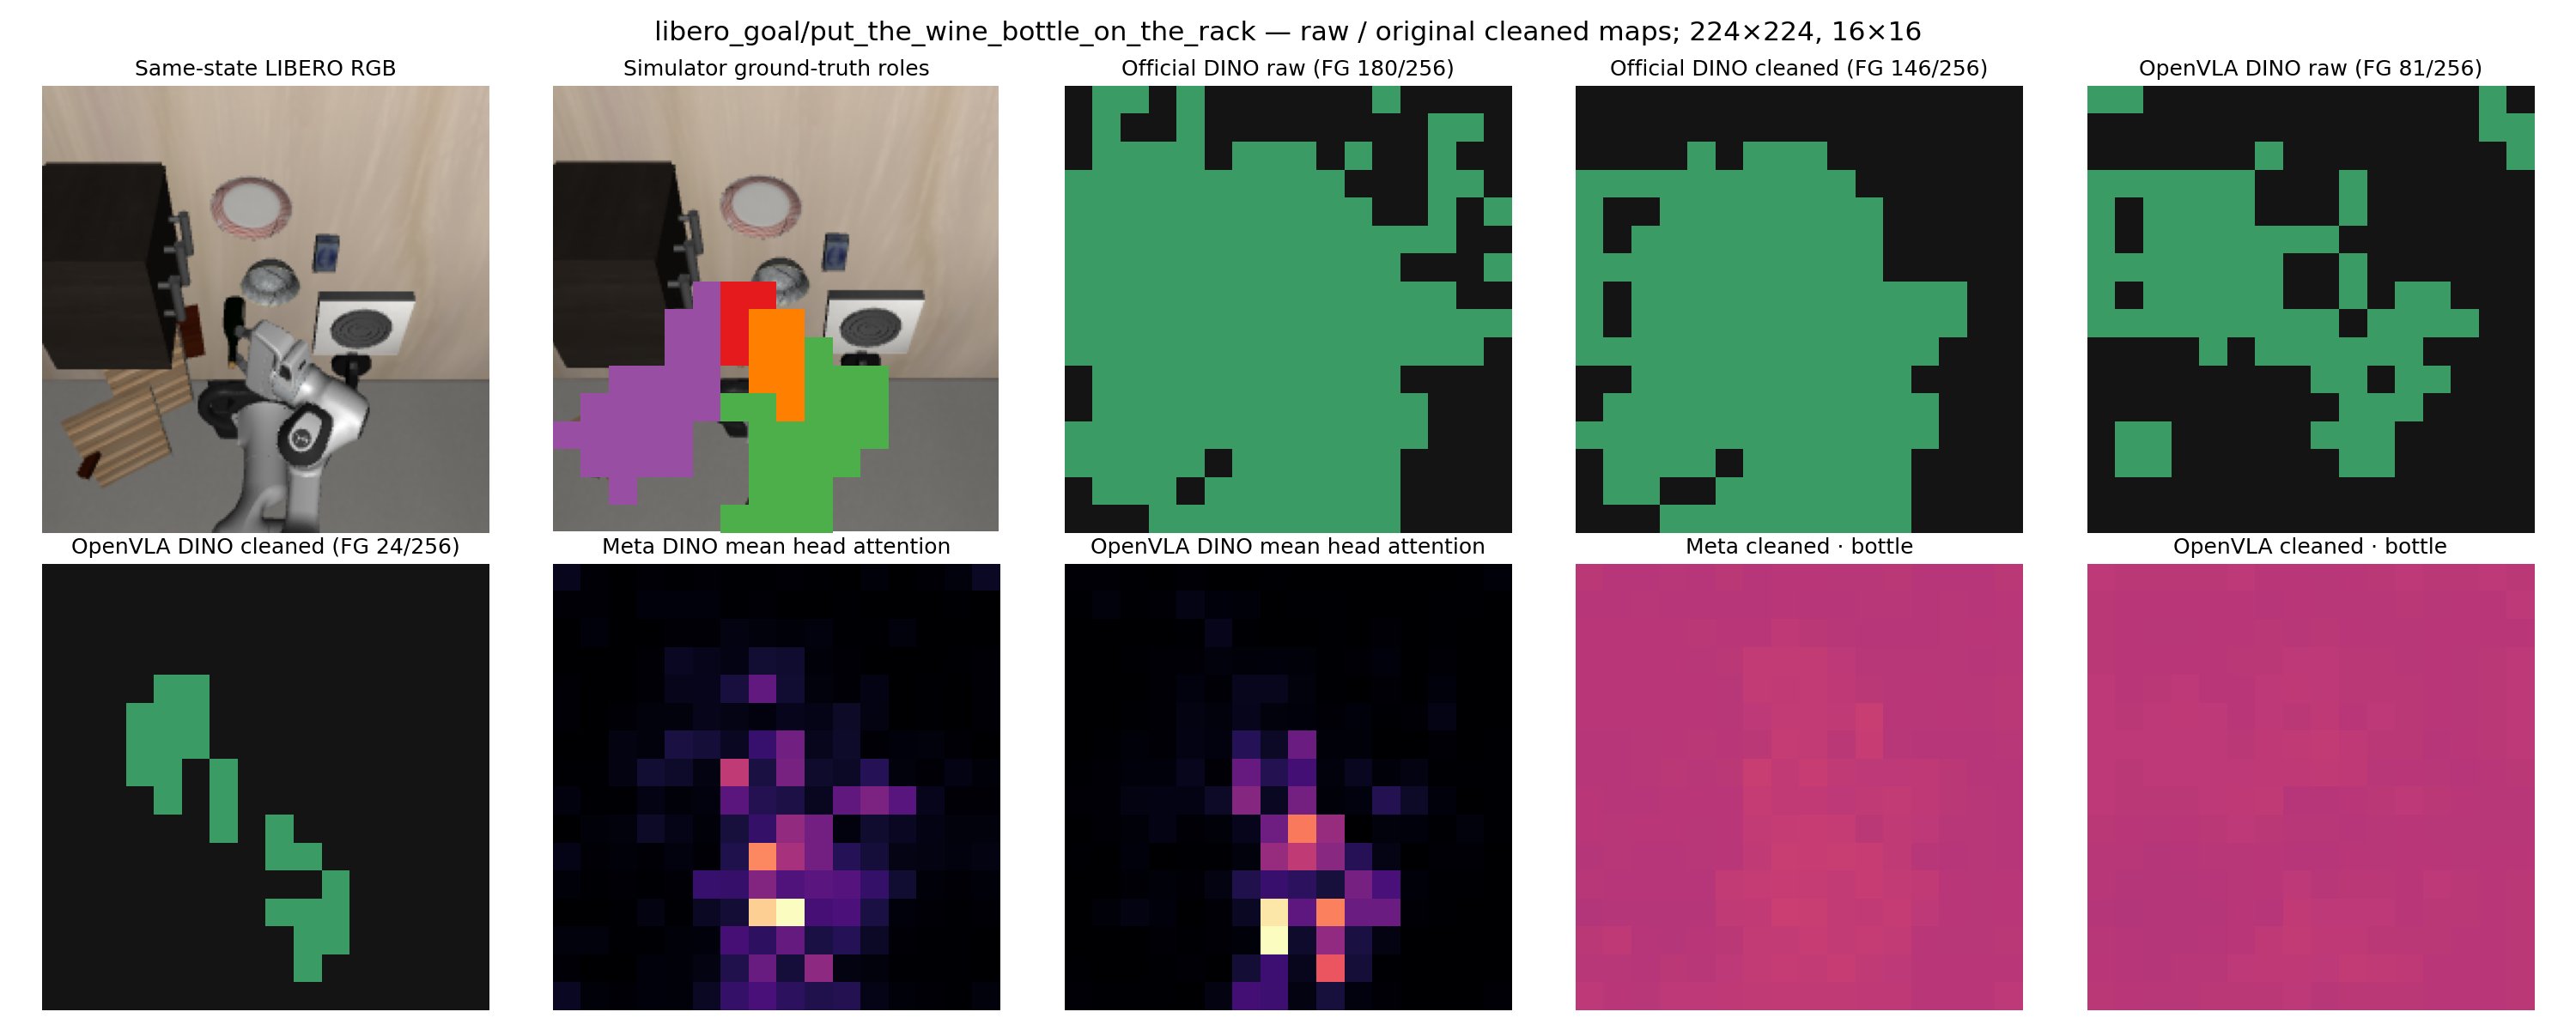 libero_goal/put_the_wine_bottle_on_the_rack — raw / original cleaned maps; 224×224, 16×16
Same-state LIBERO RGB
Simulator ground-truth roles
Official DINO raw (FG 180/256)
Official DINO cleaned (FG 146/256)
OpenVLA DINO raw (FG 81/256)
OpenVLA DINO cleaned (FG 24/256)
Meta DINO mean head attention
OpenVLA DINO mean head attention
Meta cleaned · bottle
OpenVLA cleaned · bottle